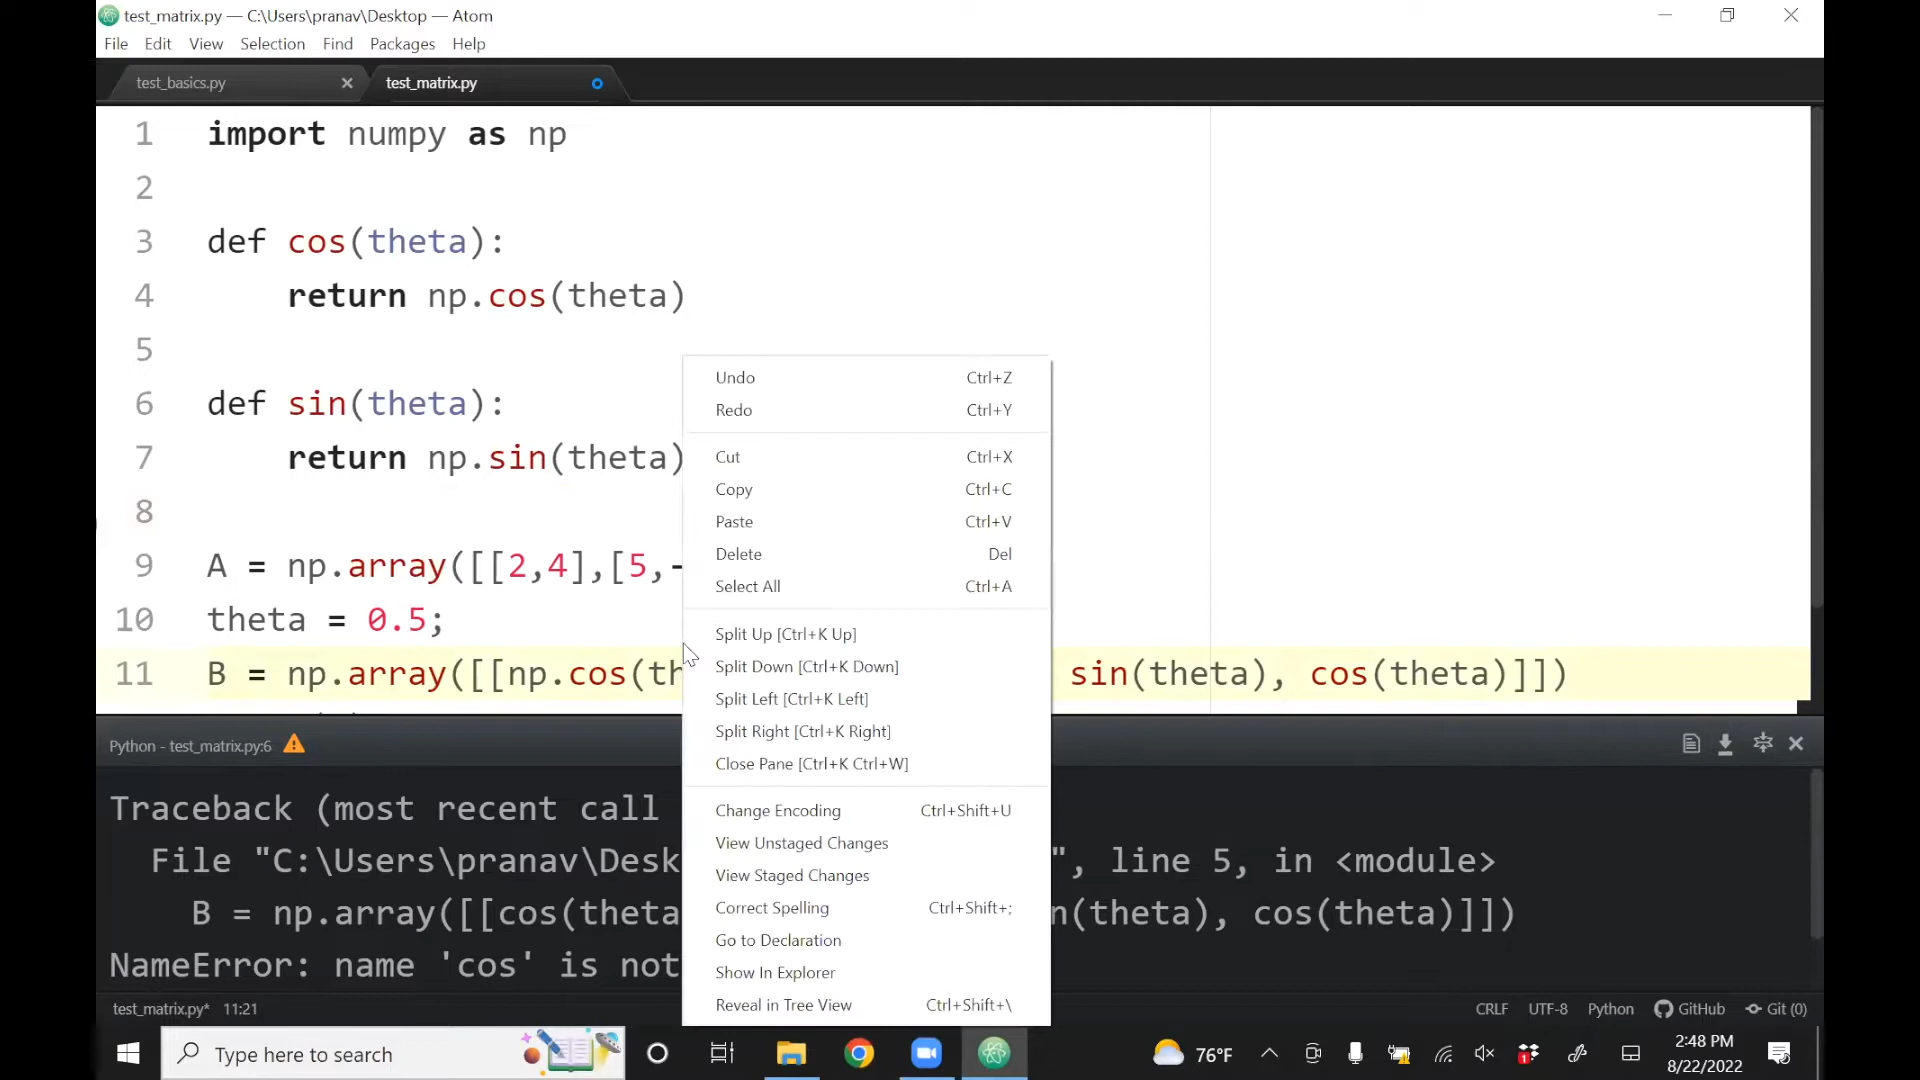 test_matrix.py — C:\Users\pranav\Desktop — Atom
File Edit View Selection Find Packages Help
test_basics.py test_matrix.py
1 import numpy as np
2
3 def cos(theta):
4 return np.cos(theta)
5
6 def sin(theta):
7 return np.sin(theta)
8
9 A = np.array([[2,4],[5,-
10 theta = 0.5;
11 B = np.array([[np.cos(th sin(theta), cos(theta)]])
Undo Ctrl+Z
Redo Ctrl+Y
Cut Ctrl+X
Copy Ctrl+C
Paste Ctrl+V
Delete Del
Select All Ctrl+A
Split Up [Ctrl+K Up]
Split Down [Ctrl+K Down]
Split Left [Ctrl+K Left]
Split Right [Ctrl+K Right]
Close Pane [Ctrl+K Ctrl+W]
Change Encoding Ctrl+Shift+U
View Unstaged Changes
View Staged Changes
Correct Spelling Ctrl+Shift+;
Go to Declaration
Show In Explorer
Reveal in Tree View Ctrl+Shift+\
Python - test_matrix.py:6
Traceback (most recent call
File "C:\Users\pranav\Desk ", line 5, in <module>
B = np.array([[cos(theta n(theta), cos(theta)]])
NameError: name 'cos' is not
test_matrix.py* 11:21 CRLF UTF-8 Python GitHub Git (0)
Type here to search 76°F 1 2:48 PM
8/22/2022